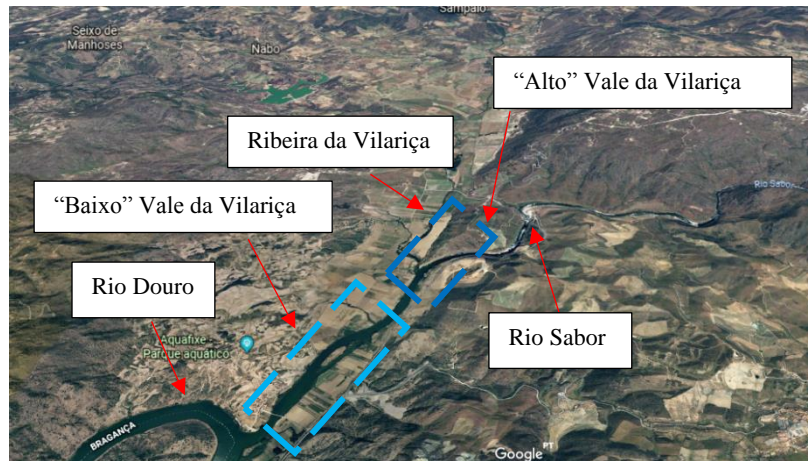 Sampaio
Seixo de
Manhoses
Nabo
“Alto” Vale da Vilariça
Ribeira da Vilariça
Rio Sabor
“Baixo” Vale da Vilariça
Rio Douro
Rio Sabor
Aquafixe
Parque aquático
BRAGANÇA
PT
Google